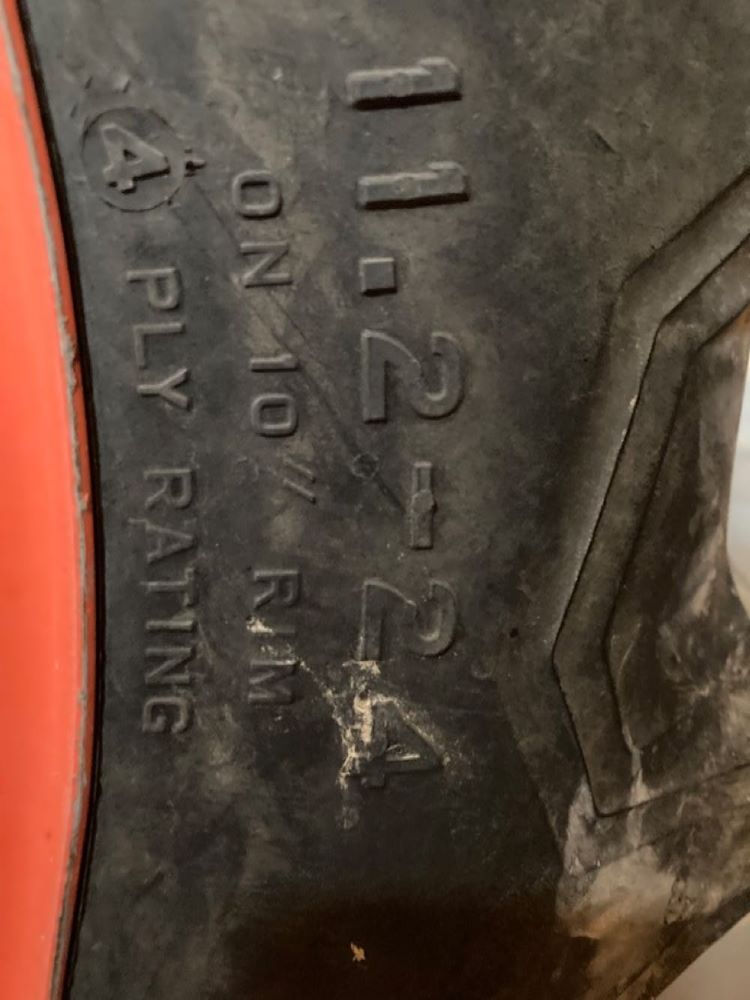 11.2-24
ON 10" RIM
4 PLY RATING